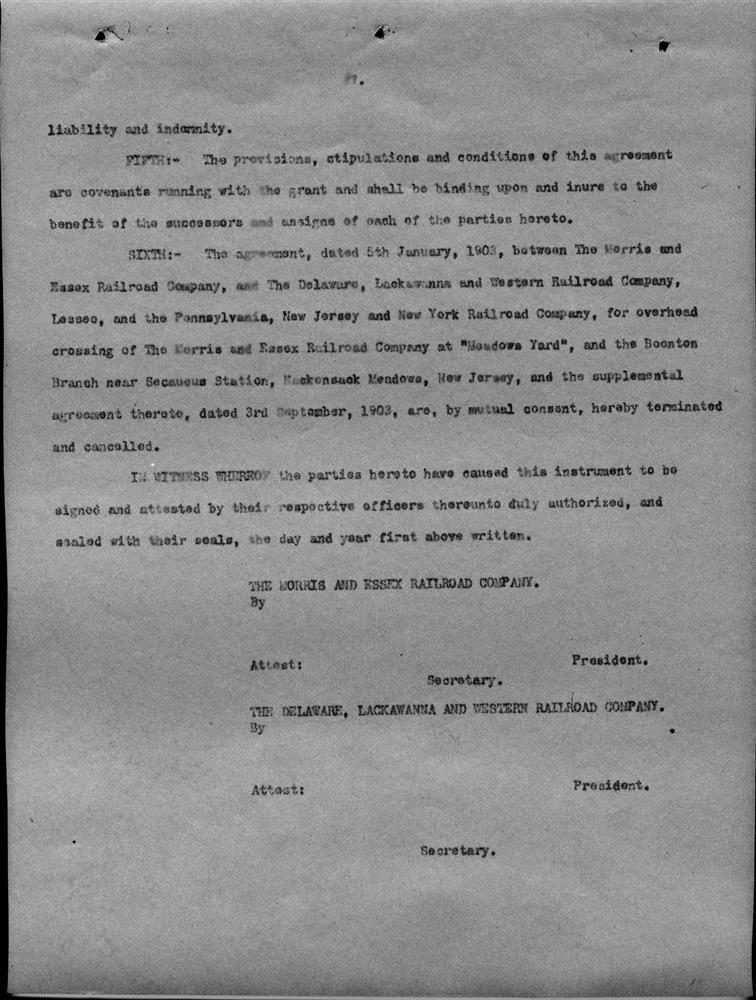 7.
liability and indemnity.
FIFTH:- The provisions, stipulations and conditions of this agreement
are covenants running with the grant and shall be binding upon and inure to the
benefit of the successors and assigns of each of the parties hereto.
SIXTH:- The agreement, dated 5th January, 1903, between The Morris and
Essex Railroad Company, and The Delaware, Lackawanna and Western Railroad Company,
Lessee, and the Pennsylvania, New Jersey and New York Railroad Company, for overhead
crossing of The Morris and Essex Railroad Company at "Meadows Yard", and the Boonton
Branch near Secaucus Station, Hackensack Meadows, New Jersey, and the supplemental
agreement thereto, dated 3rd September, 1903, are, by mutual consent, hereby terminated
and cancelled.
IN WITNESS WHEREOF the parties hereto have caused this instrument to be
signed and attested by their respective officers thereunto duly authorized, and
sealed with their seals, the day and year first above written.
THE MORRIS AND ESSEX RAILROAD COMPANY.
By
President.
Attest:
Secretary.
THE DELAWARE, LACKAWANNA AND WESTERN RAILROAD COMPANY.
By
President.
Attest:
Secretary.